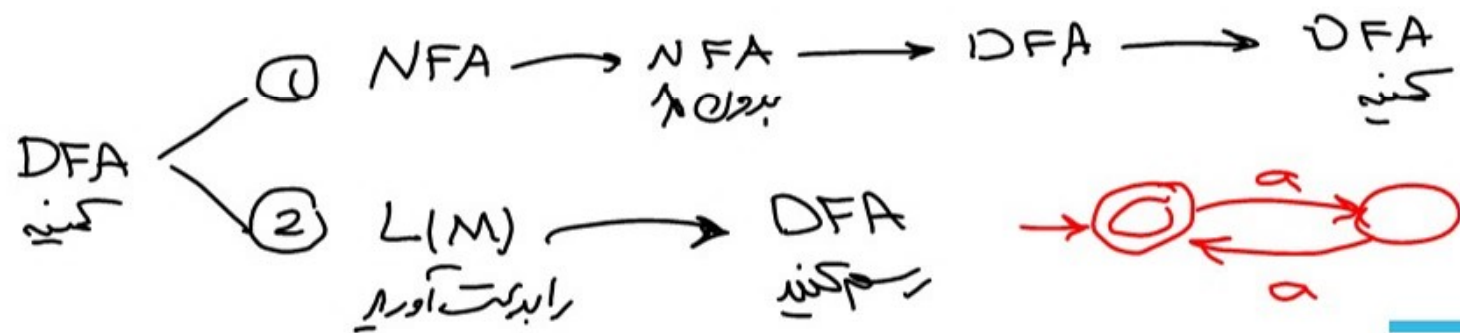 ① NFA → NFA → DFA → DFA
بدون λ
کمینه
DFA
کمینه
② L(M) → DFA
را بدست آورید
رسم کنید
a
a